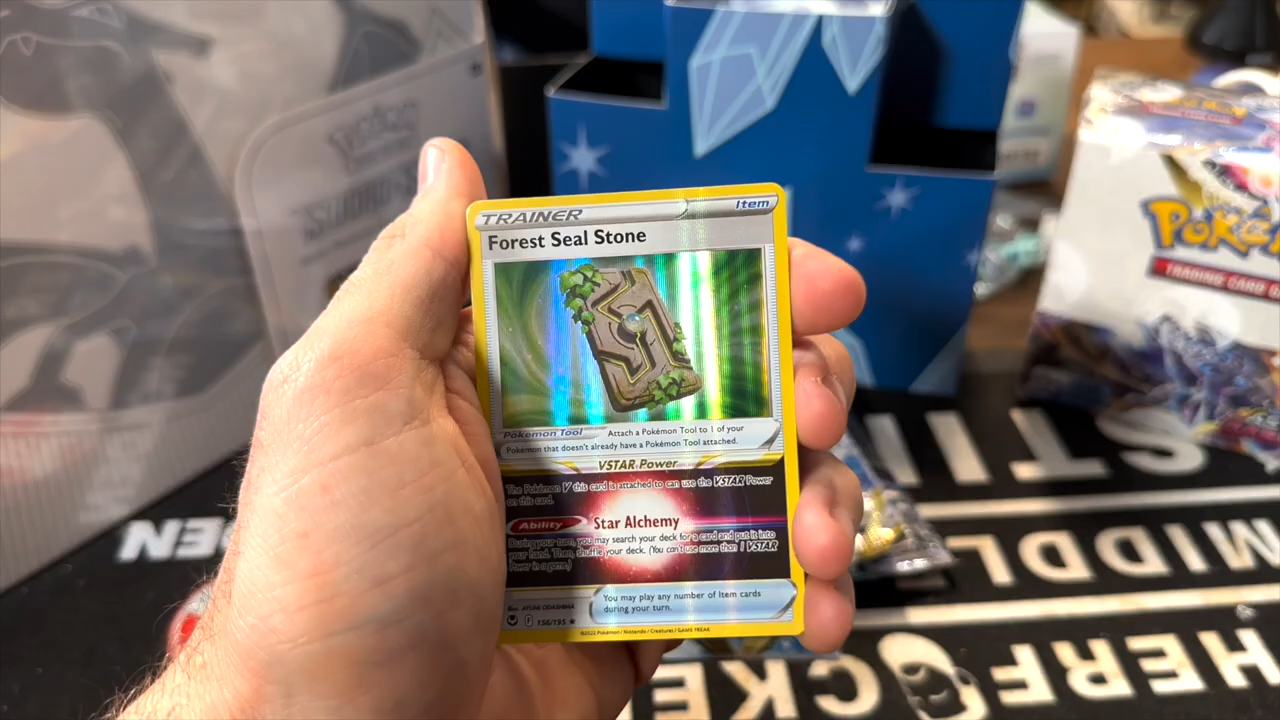 TRAINER
Item
Forest Seal Stone
Pokémon Tool
Attach a Pokémon Tool to 1 of your
Pokémon that doesn't already have a Pokémon Tool attached.
VSTAR Power
The Pokémon V this card is attached to can use the VSTAR Power
on this card.
Ability
Star Alchemy
During your turn, you may search your deck for a card and put it into
your hand. Then, shuffle your deck. (You can't use more than 1 VSTAR
Power in a game.)
You may play any number of Item cards
during your turn.
Illus. AYUMI ODASHIMA
F 156/195 ★
©2022 Pokémon / Nintendo / Creatures / GAME FREAK
POKÉMON
TRADING CARD
MIDDL
HERF